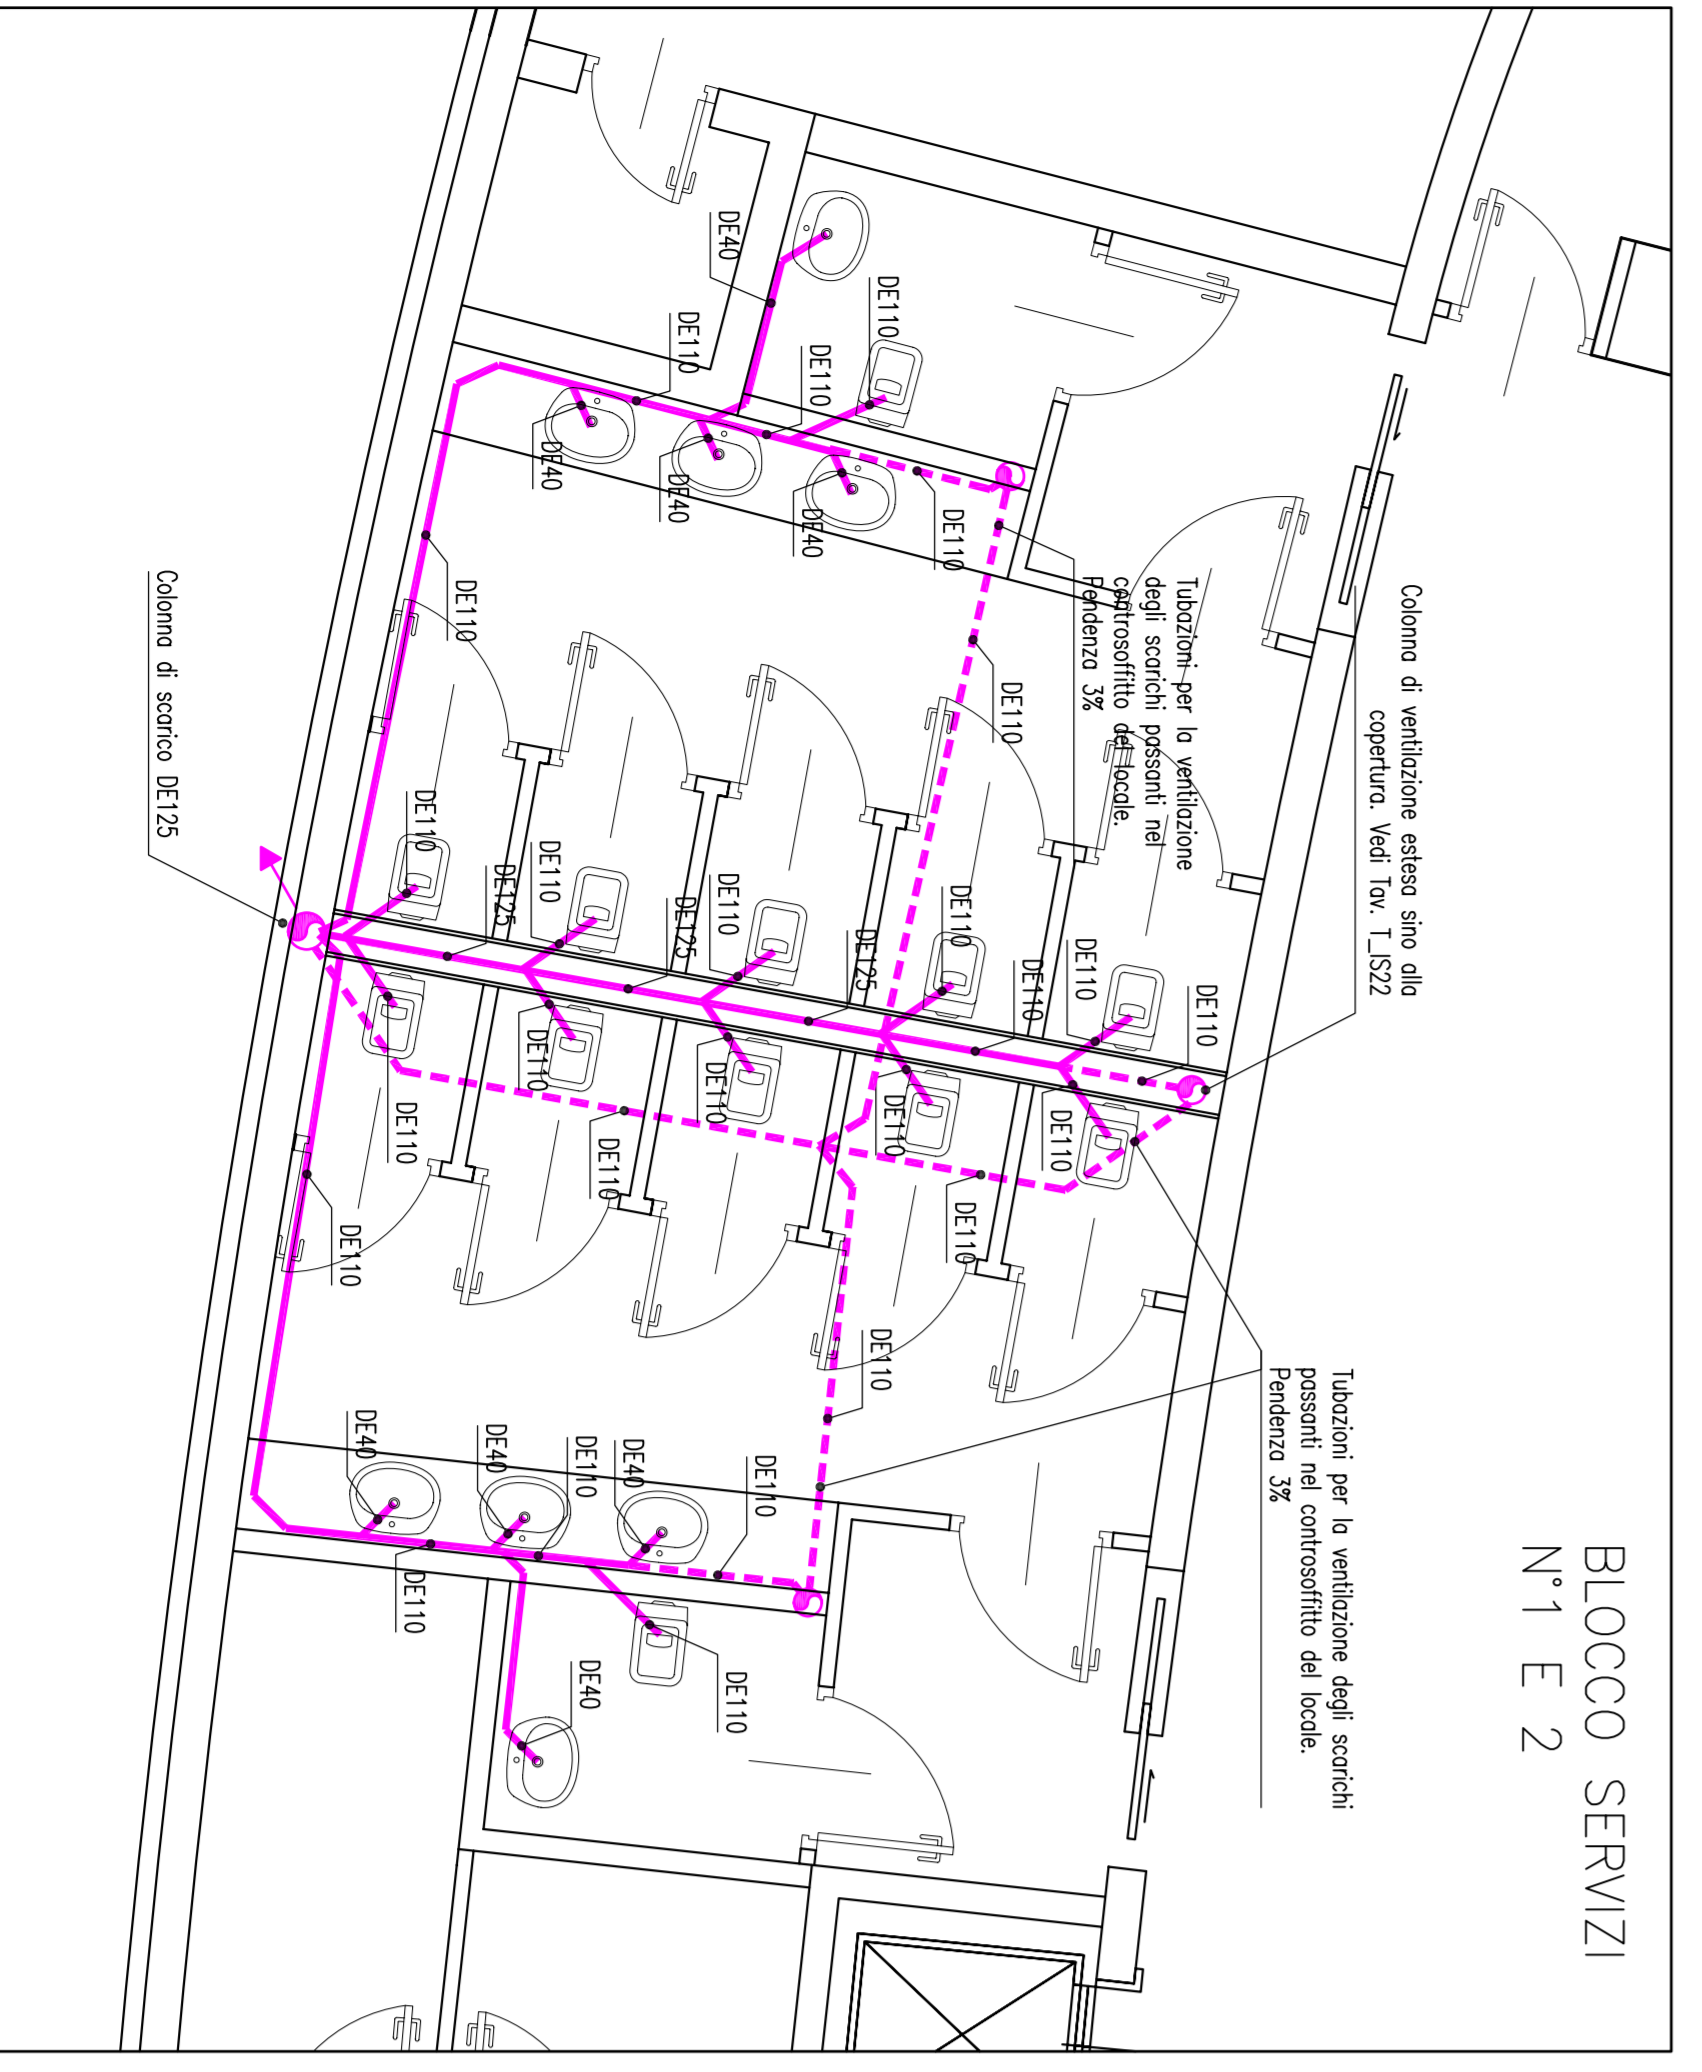 BLOCCO SERVIZI
N°1 E 2
Colonna di ventilazione estesa sino alla
copertura. Vedi Tav. T_IS22
Tubazioni per la ventilazione degli scarichi
passanti nel controsoffitto del locale.
Pendenza 3%
DE110
Tubazioni per la ventilazione
degli scarichi passanti nel
controsoffitto del locale.
Pendenza 3%
DE110
DE110
DE110
DE110
DE110
DE110
DE110
DE110
DE110
DE110
DE125
DE110
DE40
DE110
DE110
DE40
DE110
DE110
DE110
DE125
DE40
DE40
DE110
DE40
DE110
DE40
DE110
DE110
DE125
DE40
DE110
DE110
DE110
DE110
DE40
DE110
Colonna di scarico DE125